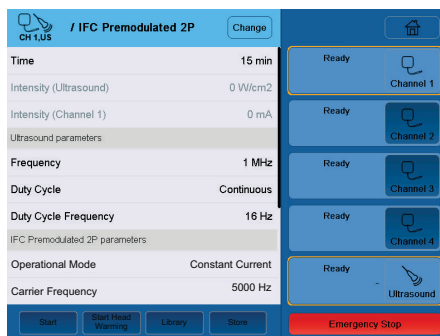 CH 1,US
/ IFC Premodulated 2P
Change
Time 15 min
Intensity (Ultrasound) 0 W/cm2
Intensity (Channel 1) 0 mA
Ultrasound parameters
Frequency 1 MHz
Duty Cycle Continuous
Duty Cycle Frequency 16 Hz
IFC Premodulated 2P parameters
Operational Mode Constant Current
Carrier Frequency 5000 Hz
Start
Start Head
Warming
Library
Store
Ready
Channel 1
Ready
Channel 2
Ready
Channel 3
Ready
Channel 4
Ready
-
Ultrasound
Emergency Stop